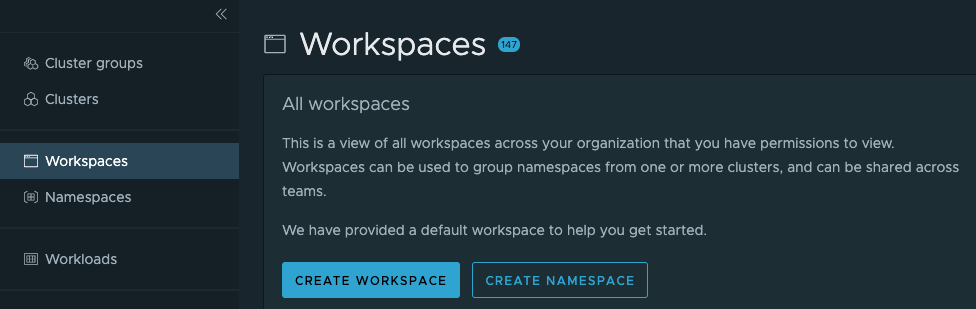 Cluster groups
Clusters
Workspaces
Namespaces
Workloads
Workspaces 147
All workspaces
This is a view of all workspaces across your organization that you have permissions to view.
Workspaces can be used to group namespaces from one or more clusters, and can be shared across
teams.
We have provided a default workspace to help you get started.
CREATE WORKSPACE
CREATE NAMESPACE